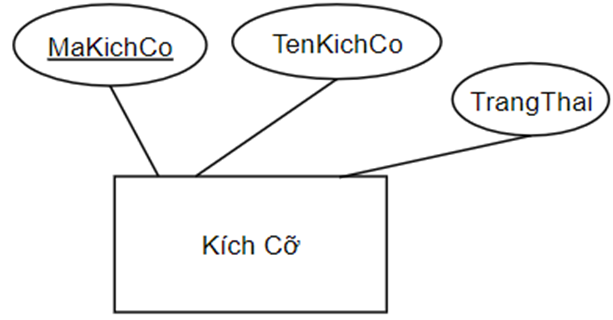 MaKichCo
TenKichCo
TrangThai
Kích Cỡ